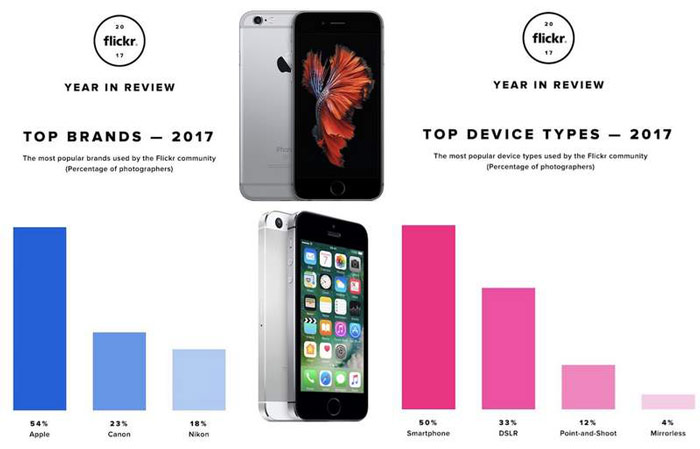 20
flickr.
17
YEAR IN REVIEW
TOP BRANDS — 2017
The most popular brands used by the Flickr community
(Percentage of photographers)
54%
Apple
23%
Canon
18%
Nikon
20
flickr.
17
YEAR IN REVIEW
TOP DEVICE TYPES — 2017
The most popular device types used by the Flickr community
(Percentage of photographers)
50%
Smartphone
33%
DSLR
12%
Point-and-Shoot
4%
Mirrorless